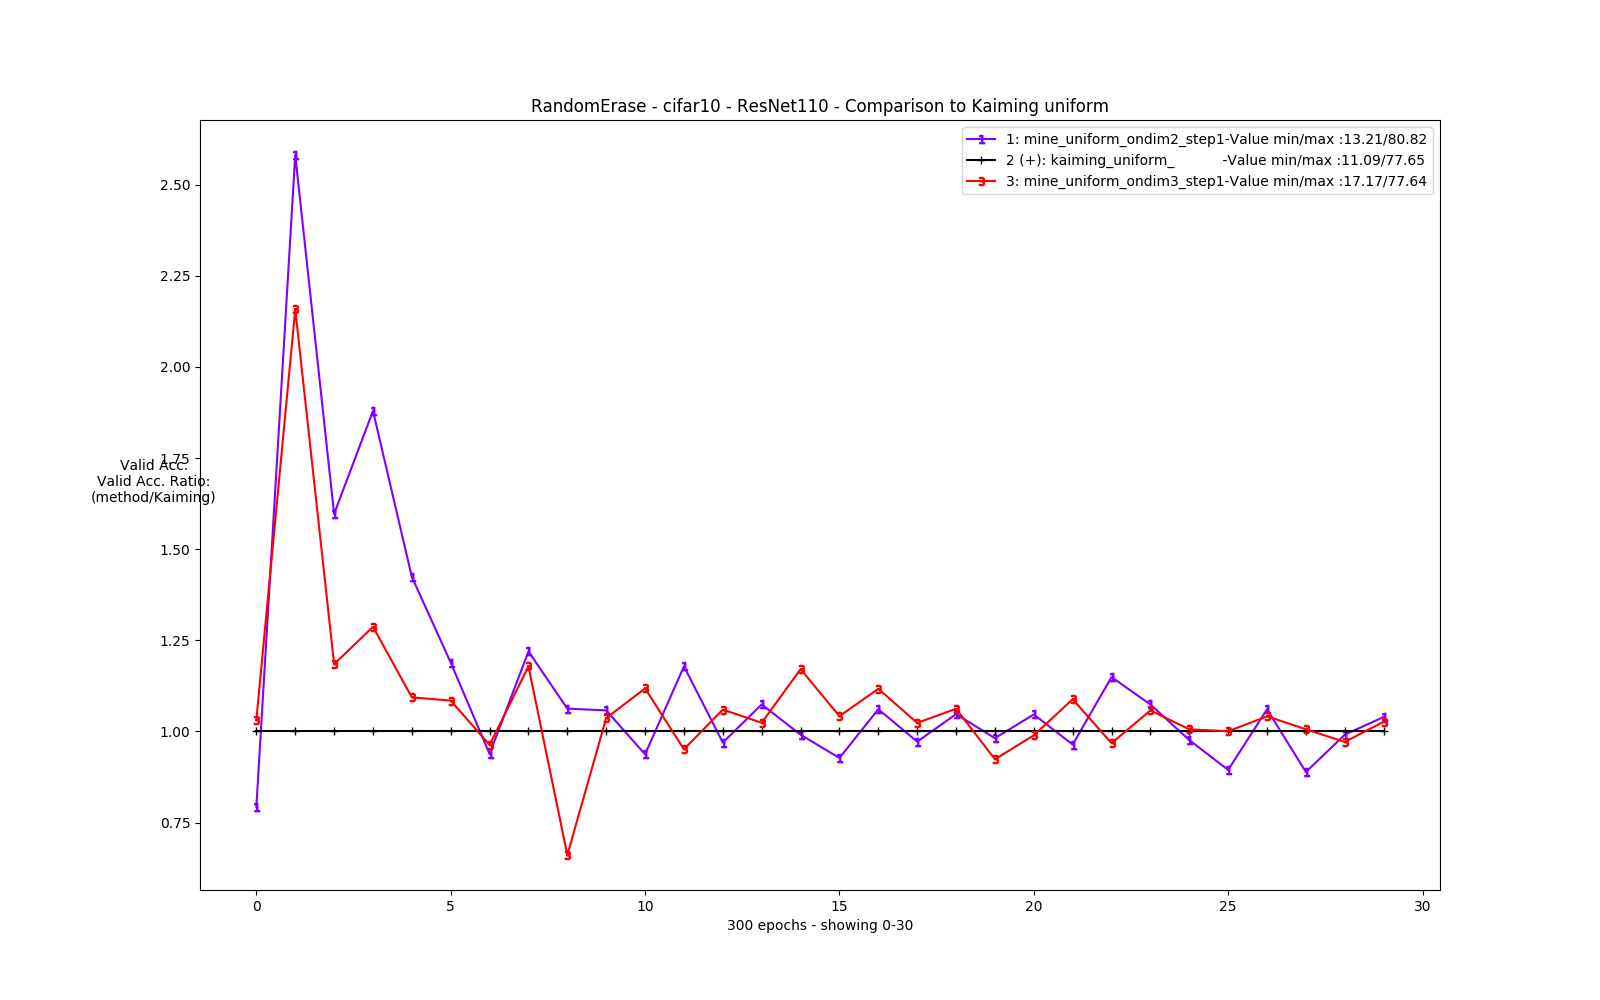 RandomErase - cifar10 - ResNet110 - Comparison to Kaiming uniform
1: mine_uniform_ondim2_step1-Value min/max :13.21/80.82
2 (+): kaiming_uniform_ -Value min/max :11.09/77.65
3: mine_uniform_ondim3_step1-Value min/max :17.17/77.64
2.50
2.25
2.00
1.75
Valid Acc.
Valid Acc. Ratio:
(method/Kaiming)
1.50
1.25
1.00
0.75
0 5 10 15 20 25 30
300 epochs - showing 0-30